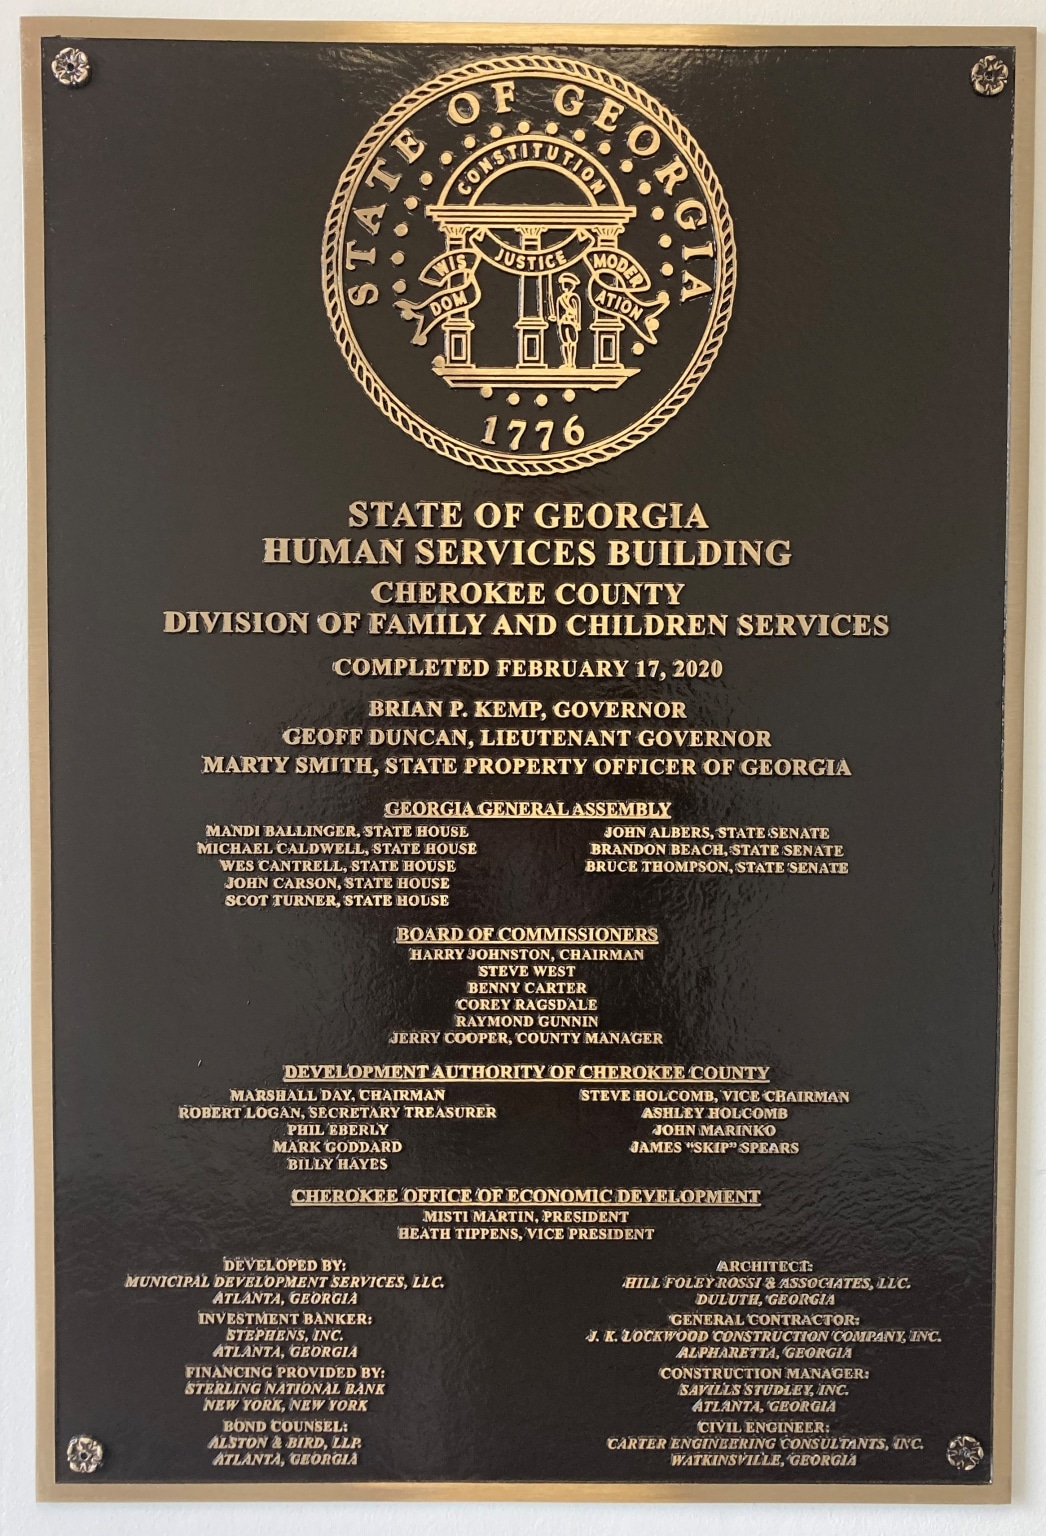 STATE OF GEORGIA
CONSTITUTION
WIS
DOM
JUSTICE
MODER
ATION
1776
STATE OF GEORGIA
HUMAN SERVICES BUILDING
CHEROKEE COUNTY
DIVISION OF FAMILY AND CHILDREN SERVICES
COMPLETED FEBRUARY 17, 2020
BRIAN P. KEMP, GOVERNOR
GEOFF DUNCAN, LIEUTENANT GOVERNOR
MARTY SMITH, STATE PROPERTY OFFICER OF GEORGIA
GEORGIA GENERAL ASSEMBLY
MANDI BALLINGER, STATE HOUSE
MICHAEL CALDWELL, STATE HOUSE
WES CANTRELL, STATE HOUSE
JOHN CARSON, STATE HOUSE
SCOT TURNER, STATE HOUSE
JOHN ALBERS, STATE SENATE
BRANDON BEACH, STATE SENATE
BRUCE THOMPSON, STATE SENATE
BOARD OF COMMISSIONERS
HARRY JOHNSTON, CHAIRMAN
STEVE WEST
BENNY CARTER
COREY RAGSDALE
RAYMOND GUNNIN
JERRY COOPER, COUNTY MANAGER
DEVELOPMENT AUTHORITY OF CHEROKEE COUNTY
MARSHALL DAY, CHAIRMAN
ROBERT LOGAN, SECRETARY TREASURER
PHIL EBERLY
MARK GODDARD
BILLY HAYES
STEVE HOLCOMB, VICE CHAIRMAN
ASHLEY HOLCOMB
JOHN MARINKO
JAMES "SKIP" SPEARS
CHEROKEE OFFICE OF ECONOMIC DEVELOPMENT
MISTI MARTIN, PRESIDENT
HEATH TIPPENS, VICE PRESIDENT
DEVELOPED BY:
MUNICIPAL DEVELOPMENT SERVICES, LLC.
ATLANTA, GEORGIA
INVESTMENT BANKER:
STEPHENS, INC.
ATLANTA, GEORGIA
FINANCING PROVIDED BY:
STERLING NATIONAL BANK
NEW YORK, NEW YORK
BOND COUNSEL:
ALSTON & BIRD, LLP.
ATLANTA, GEORGIA
ARCHITECT:
HILL FOLEY ROSSI & ASSOCIATES, LLC.
DULUTH, GEORGIA
GENERAL CONTRACTOR:
J. K. LOCKWOOD CONSTRUCTION COMPANY, INC.
ALPHARETTA, GEORGIA
CONSTRUCTION MANAGER:
SAVILLS STUDLEY, INC.
ATLANTA, GEORGIA
CIVIL ENGINEER:
CARTER ENGINEERING CONSULTANTS, INC.
WATKINSVILLE, GEORGIA